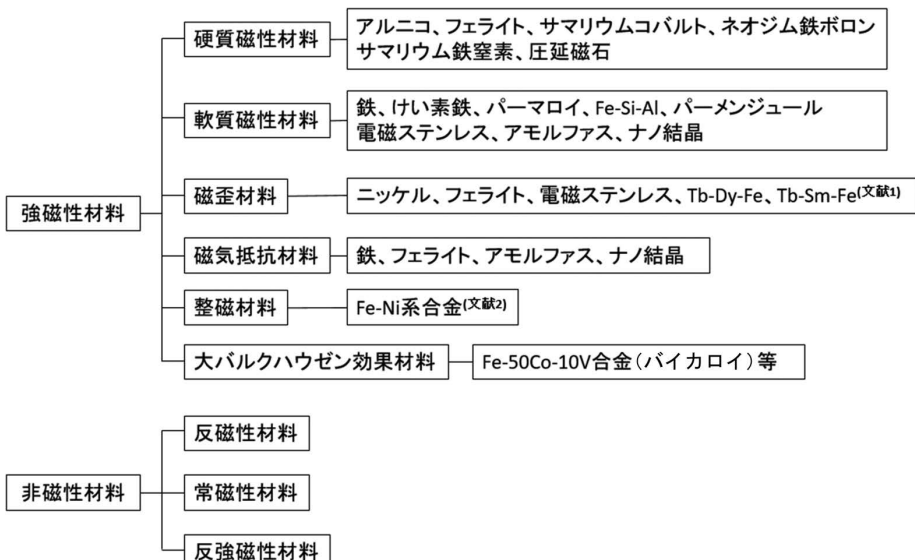 硬質磁性材料
アルニコ、フェライト、サマリウムコバルト、ネオジム鉄ボロン
サマリウム鉄窒素、圧延磁石
軟質磁性材料
鉄、けい素鉄、パーマロイ、Fe-Si-Al、パーメンジュール
電磁ステンレス、アモルファス、ナノ結晶
強磁性材料
磁歪材料
ニッケル、フェライト、電磁ステンレス、Tb-Dy-Fe、Tb-Sm-Fe(文献1)
磁気抵抗材料
鉄、フェライト、アモルファス、ナノ結晶
整磁材料
Fe-Ni系合金(文献2)
大バルクハウゼン効果材料
Fe-50Co-10V合金(バイカロイ)等
非磁性材料
反磁性材料
常磁性材料
反強磁性材料